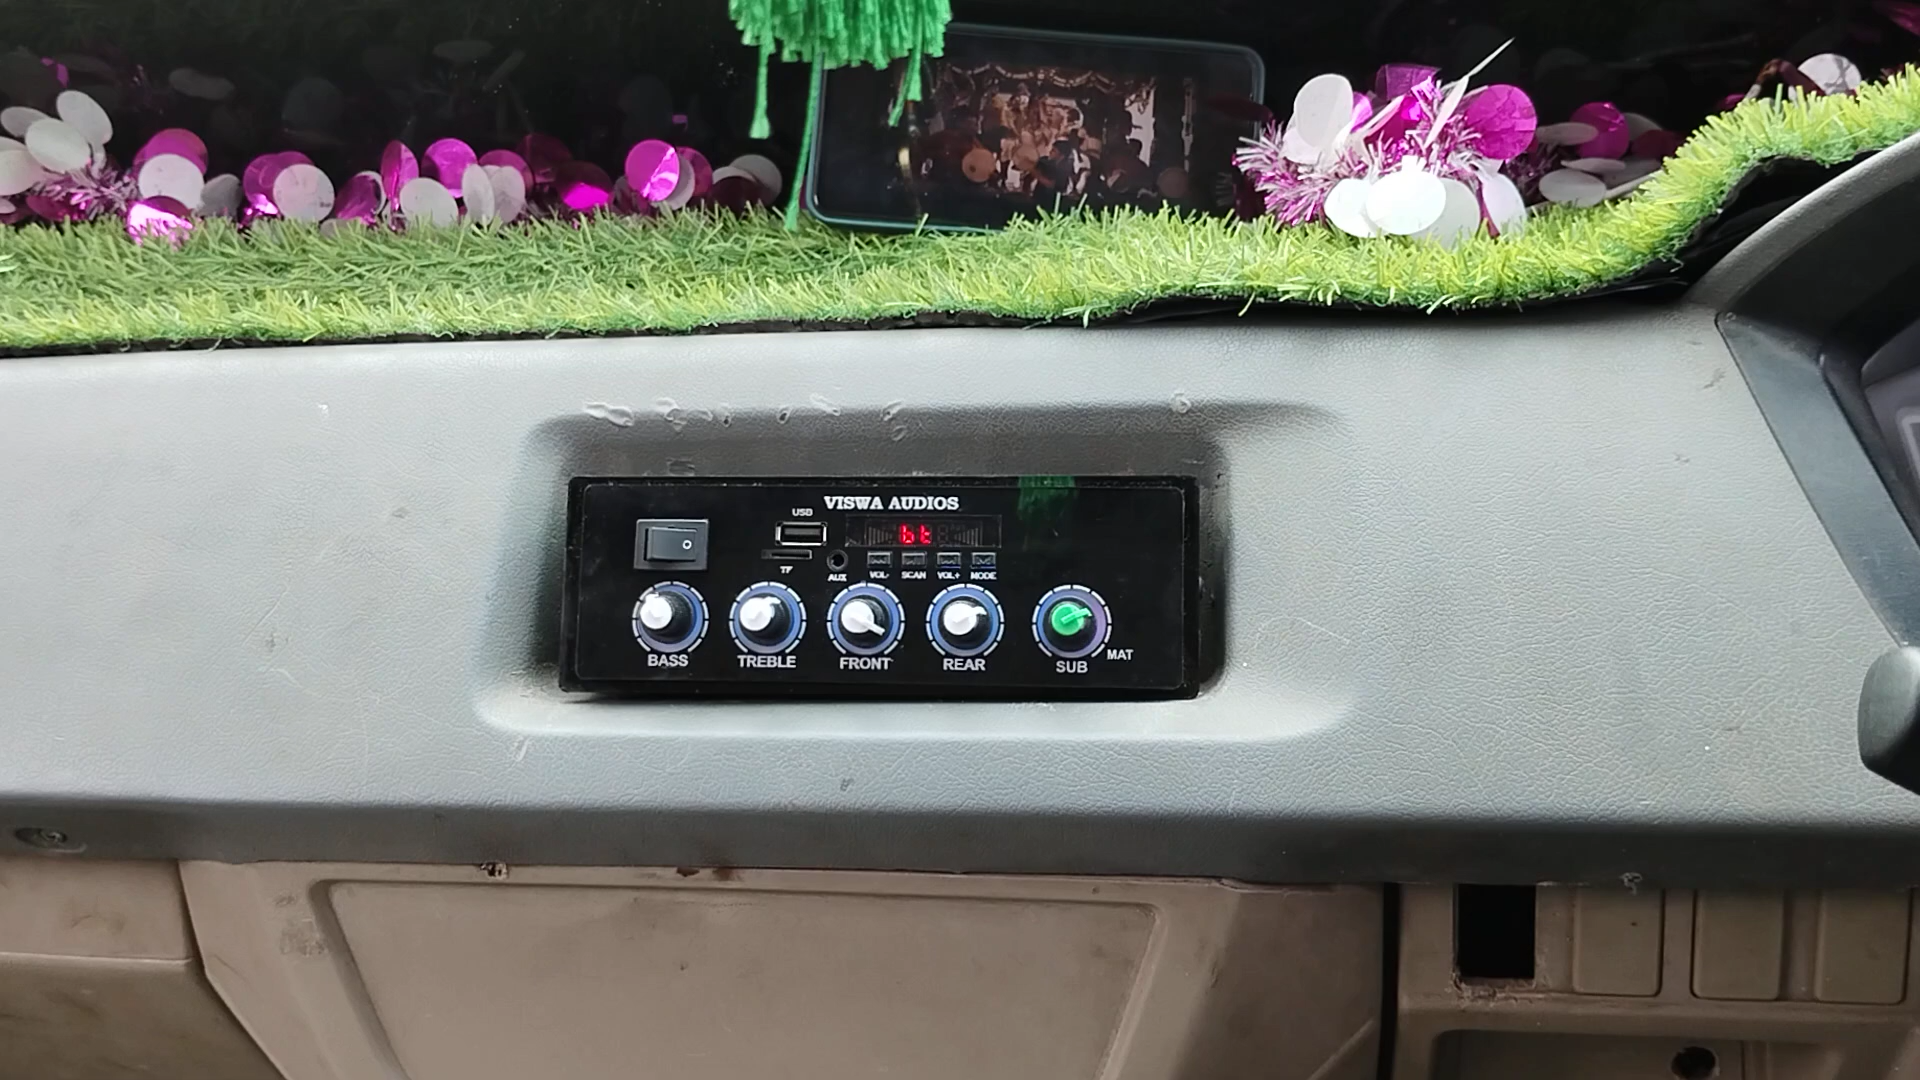 VISWA AUDIOS
USB
bt
TF
AUX
VOL-
SCAN
VOL+
MODE
BASS
TREBLE
FRONT
REAR
SUB
MAT